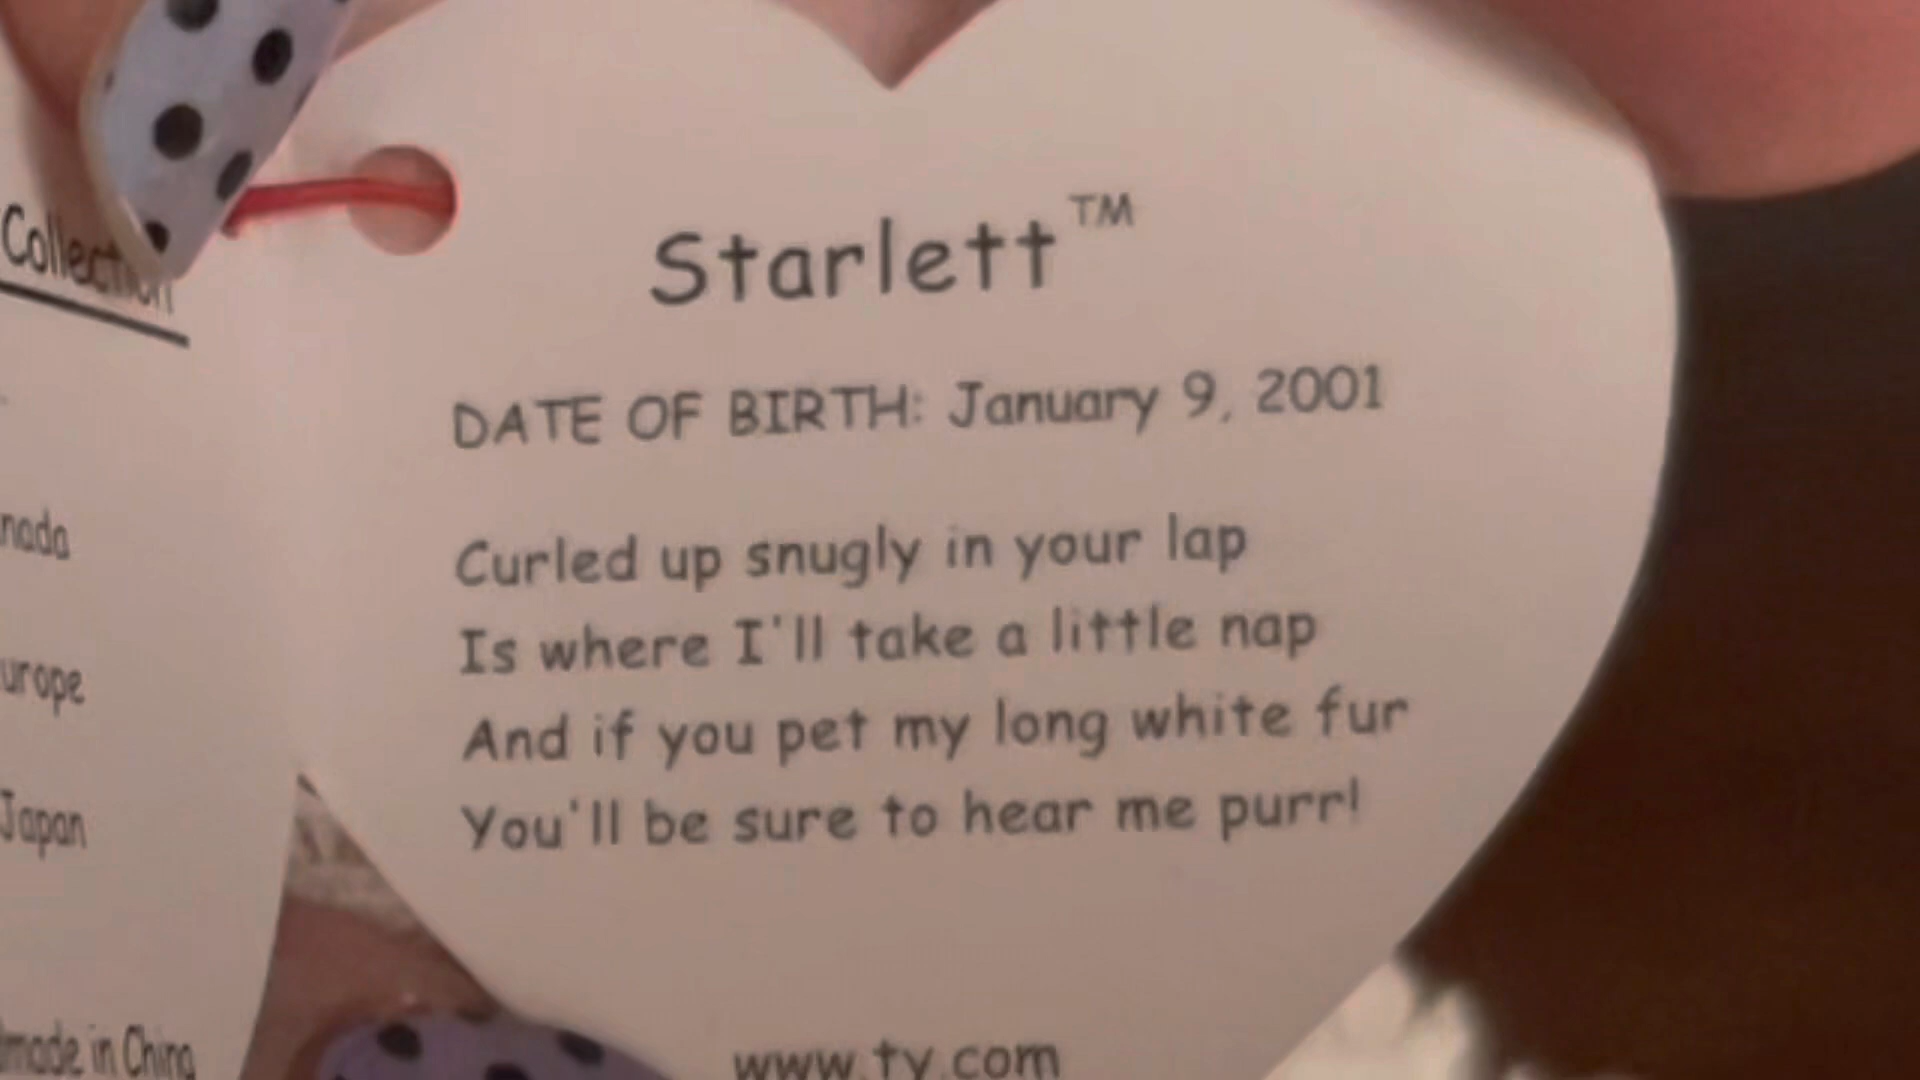 Collection
nada
urope
Japan
made in China
Starlett™
DATE OF BIRTH: January 9, 2001
Curled up snugly in your lap
Is where I'll take a little nap
And if you pet my long white fur
You'll be sure to hear me purr!
www.ty.com